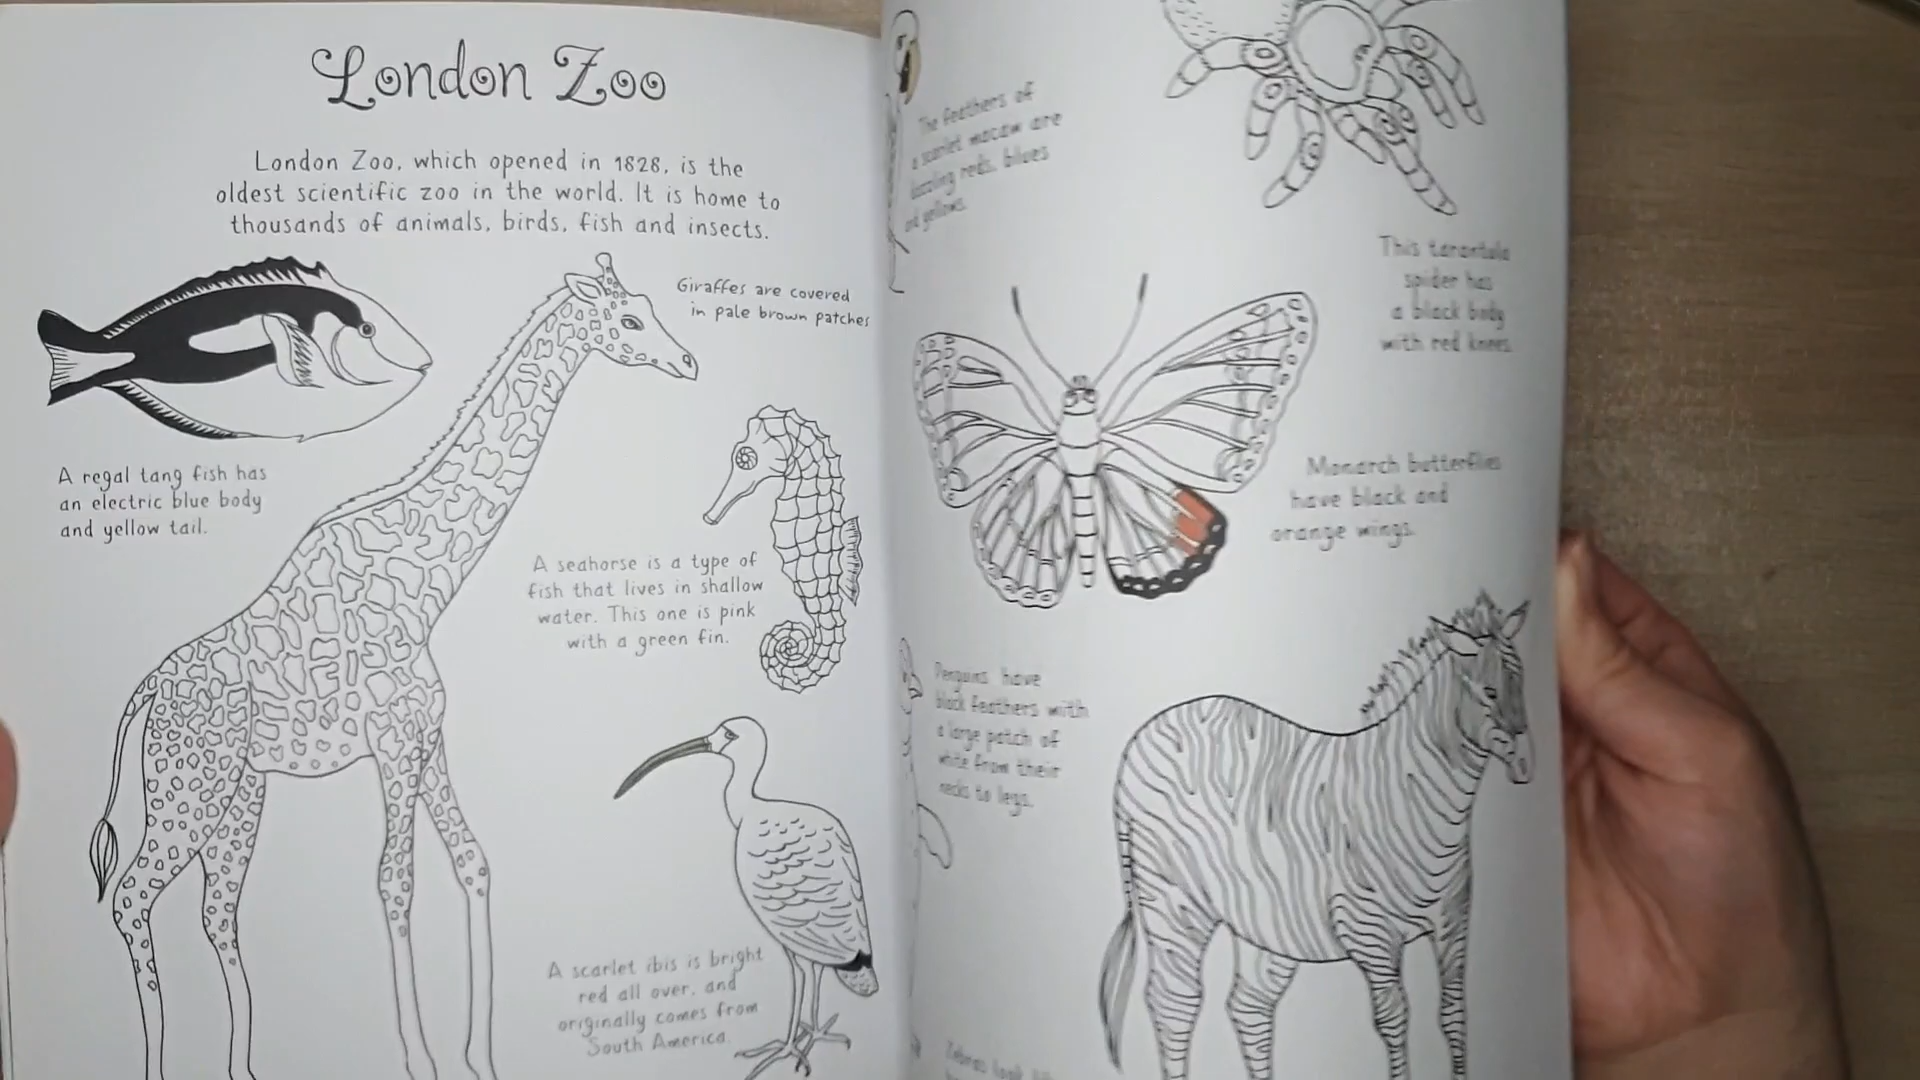 London Zoo
London Zoo, which opened in 1828, is the
oldest scientific zoo in the world. It is home to
thousands of animals, birds, fish and insects.
Giraffes are covered
in pale brown patches
A regal tang fish has
an electric blue body
and yellow tail.
A seahorse is a type of
fish that lives in shallow
water. This one is pink
with a green fin.
A scarlet ibis is bright
red all over, and
originally comes from
South America.
The feathers of
a scarlet macaw are
dazzling reds, blues
and yellows.
This tarantula
spider has
a black body
with red knees.
Monarch butterflies
have black and
orange wings.
Penguins have
black feathers with
a large patch of
white from their
necks to legs.
Zebras look